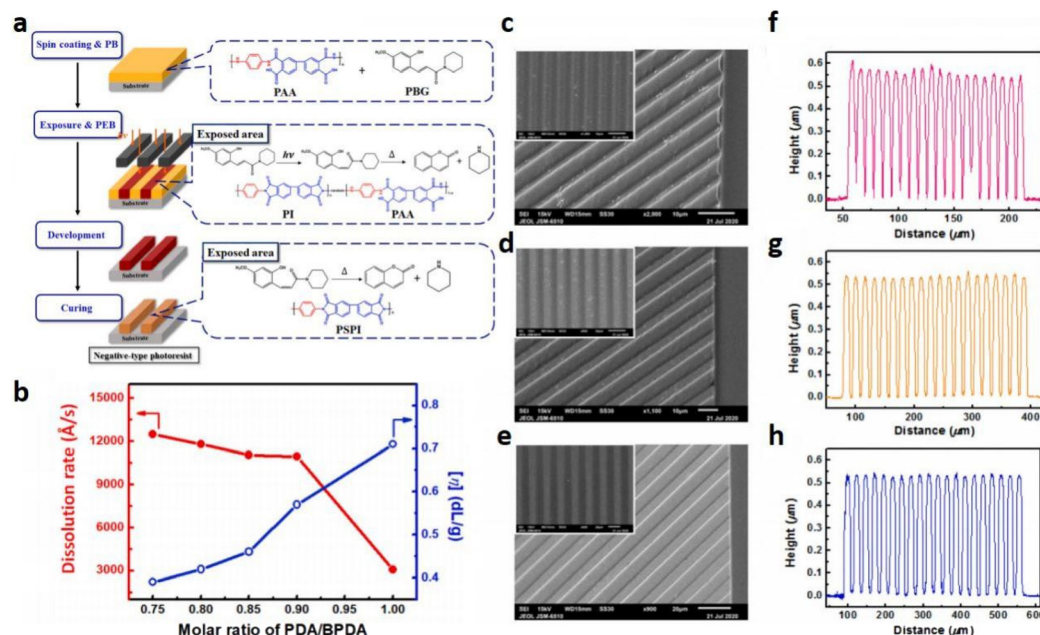 a
Spin coating & PB
Substrate
PAA
+
PBG
Exposure & PEB
Exposed area
hν
Δ
+
Substrate
PI
PAA
Development
Substrate
Exposed area
Δ
+
Curing
PSPI
Substrate
Negative-type photoresist
b
Dissolution rate (Å/s)
15000
12000
9000
6000
3000
0.8
0.7
0.6
0.5
0.4
[η] (dL/g)
0.75 0.80 0.85 0.90 0.95 1.00
Molar ratio of PDA/BPDA
c
SEI 15kV WD15mm SS30 x2,000 10μm
JEOL JSM-6510 21 Jul 2020
d
SEI 15kV WD15mm SS30 x1,100 10μm
JEOL JSM-6510 21 Jul 2020
e
SEI 15kV WD15mm SS30 x900 20μm
JEOL JSM-6510 21 Jul 2020
f
Height (μm)
0.6
0.5
0.4
0.3
0.2
0.1
0.0
50 100 150 200
Distance (μm)
g
Height (μm)
0.6
0.5
0.4
0.3
0.2
0.1
0.0
100 200 300 400
Distance (μm)
h
Height (μm)
0.6
0.5
0.4
0.3
0.2
0.1
0.0
100 200 300 400 500 600
Distance (μm)